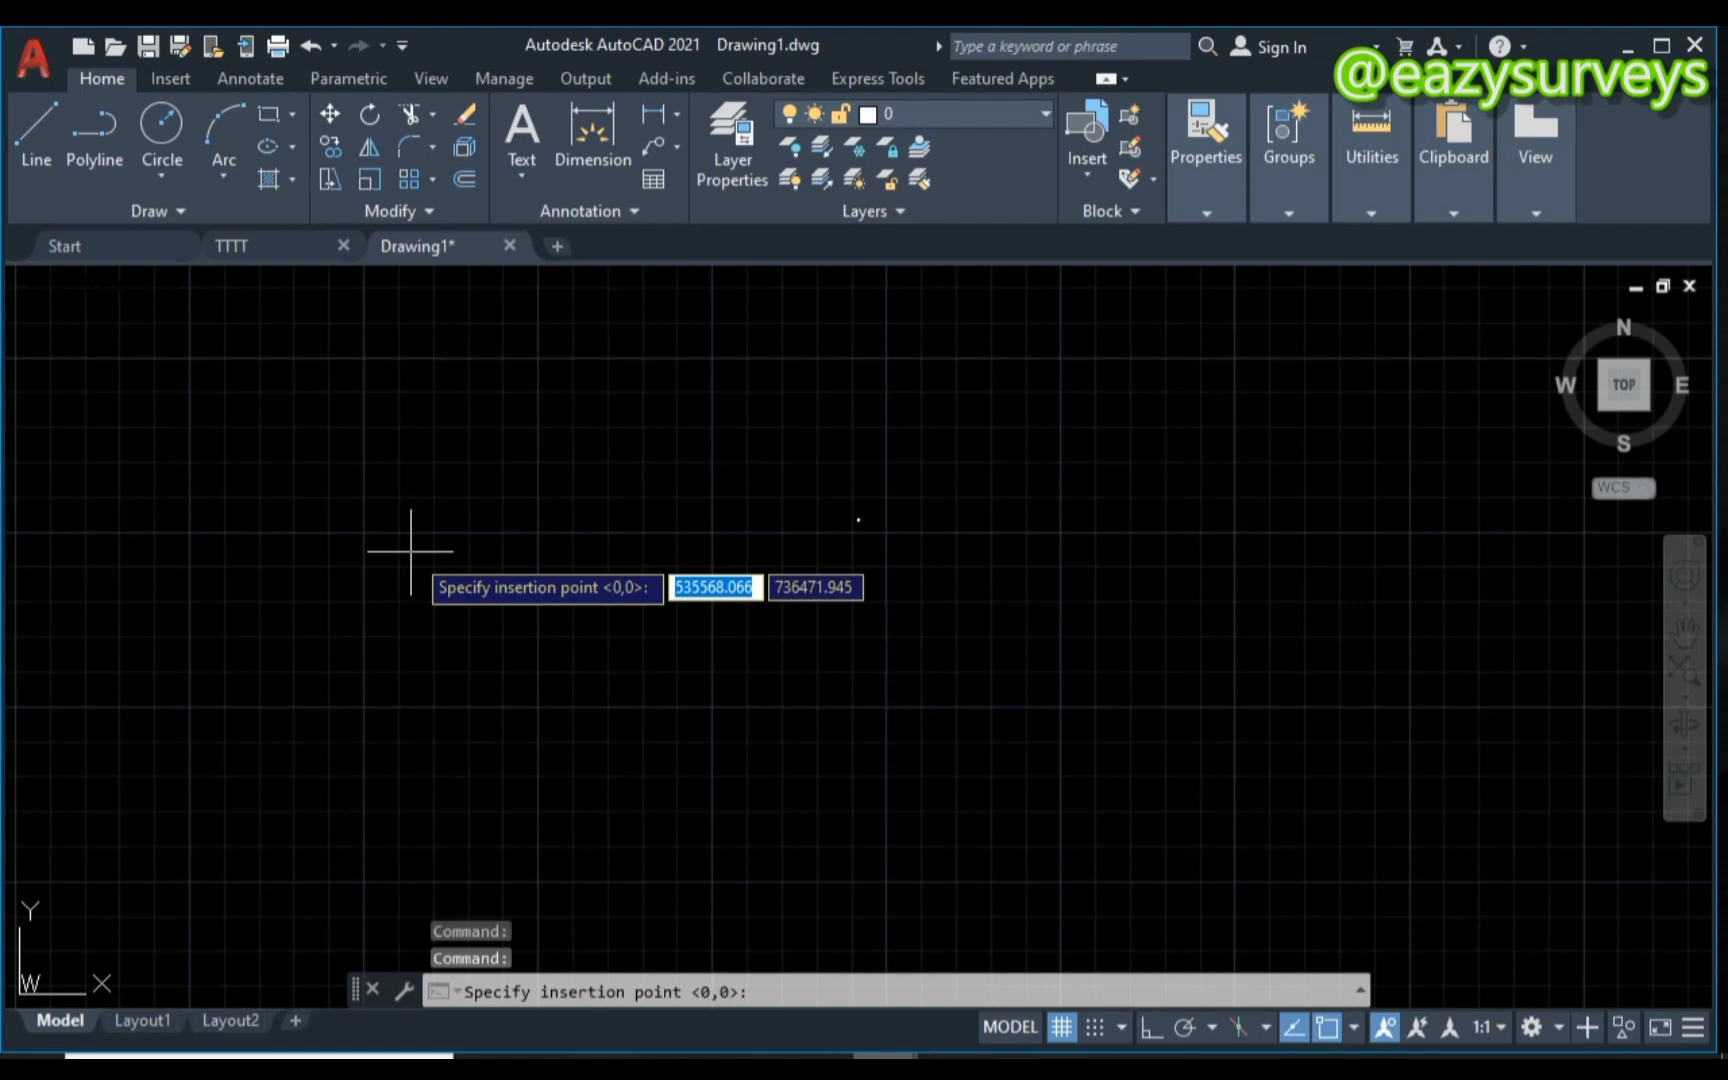 Autodesk AutoCAD 2021 Drawing1.dwg
Type a keyword or phrase
Sign In
@eazysurveys
Home Insert Annotate Parametric View Manage Output Add-ins Collaborate Express Tools Featured Apps
0
Line Polyline Circle Arc
Text Dimension
Layer
Properties
Insert
Properties Groups Utilities Clipboard View
Draw Modify Annotation Layers Block
Start TTTT Drawing1*
N
W TOP E
S
WCS
Specify insertion point <0,0>: 535568.066 736471.945
Y
W X
Command:
Command:
Specify insertion point <0,0>:
Model Layout1 Layout2
MODEL 1:1